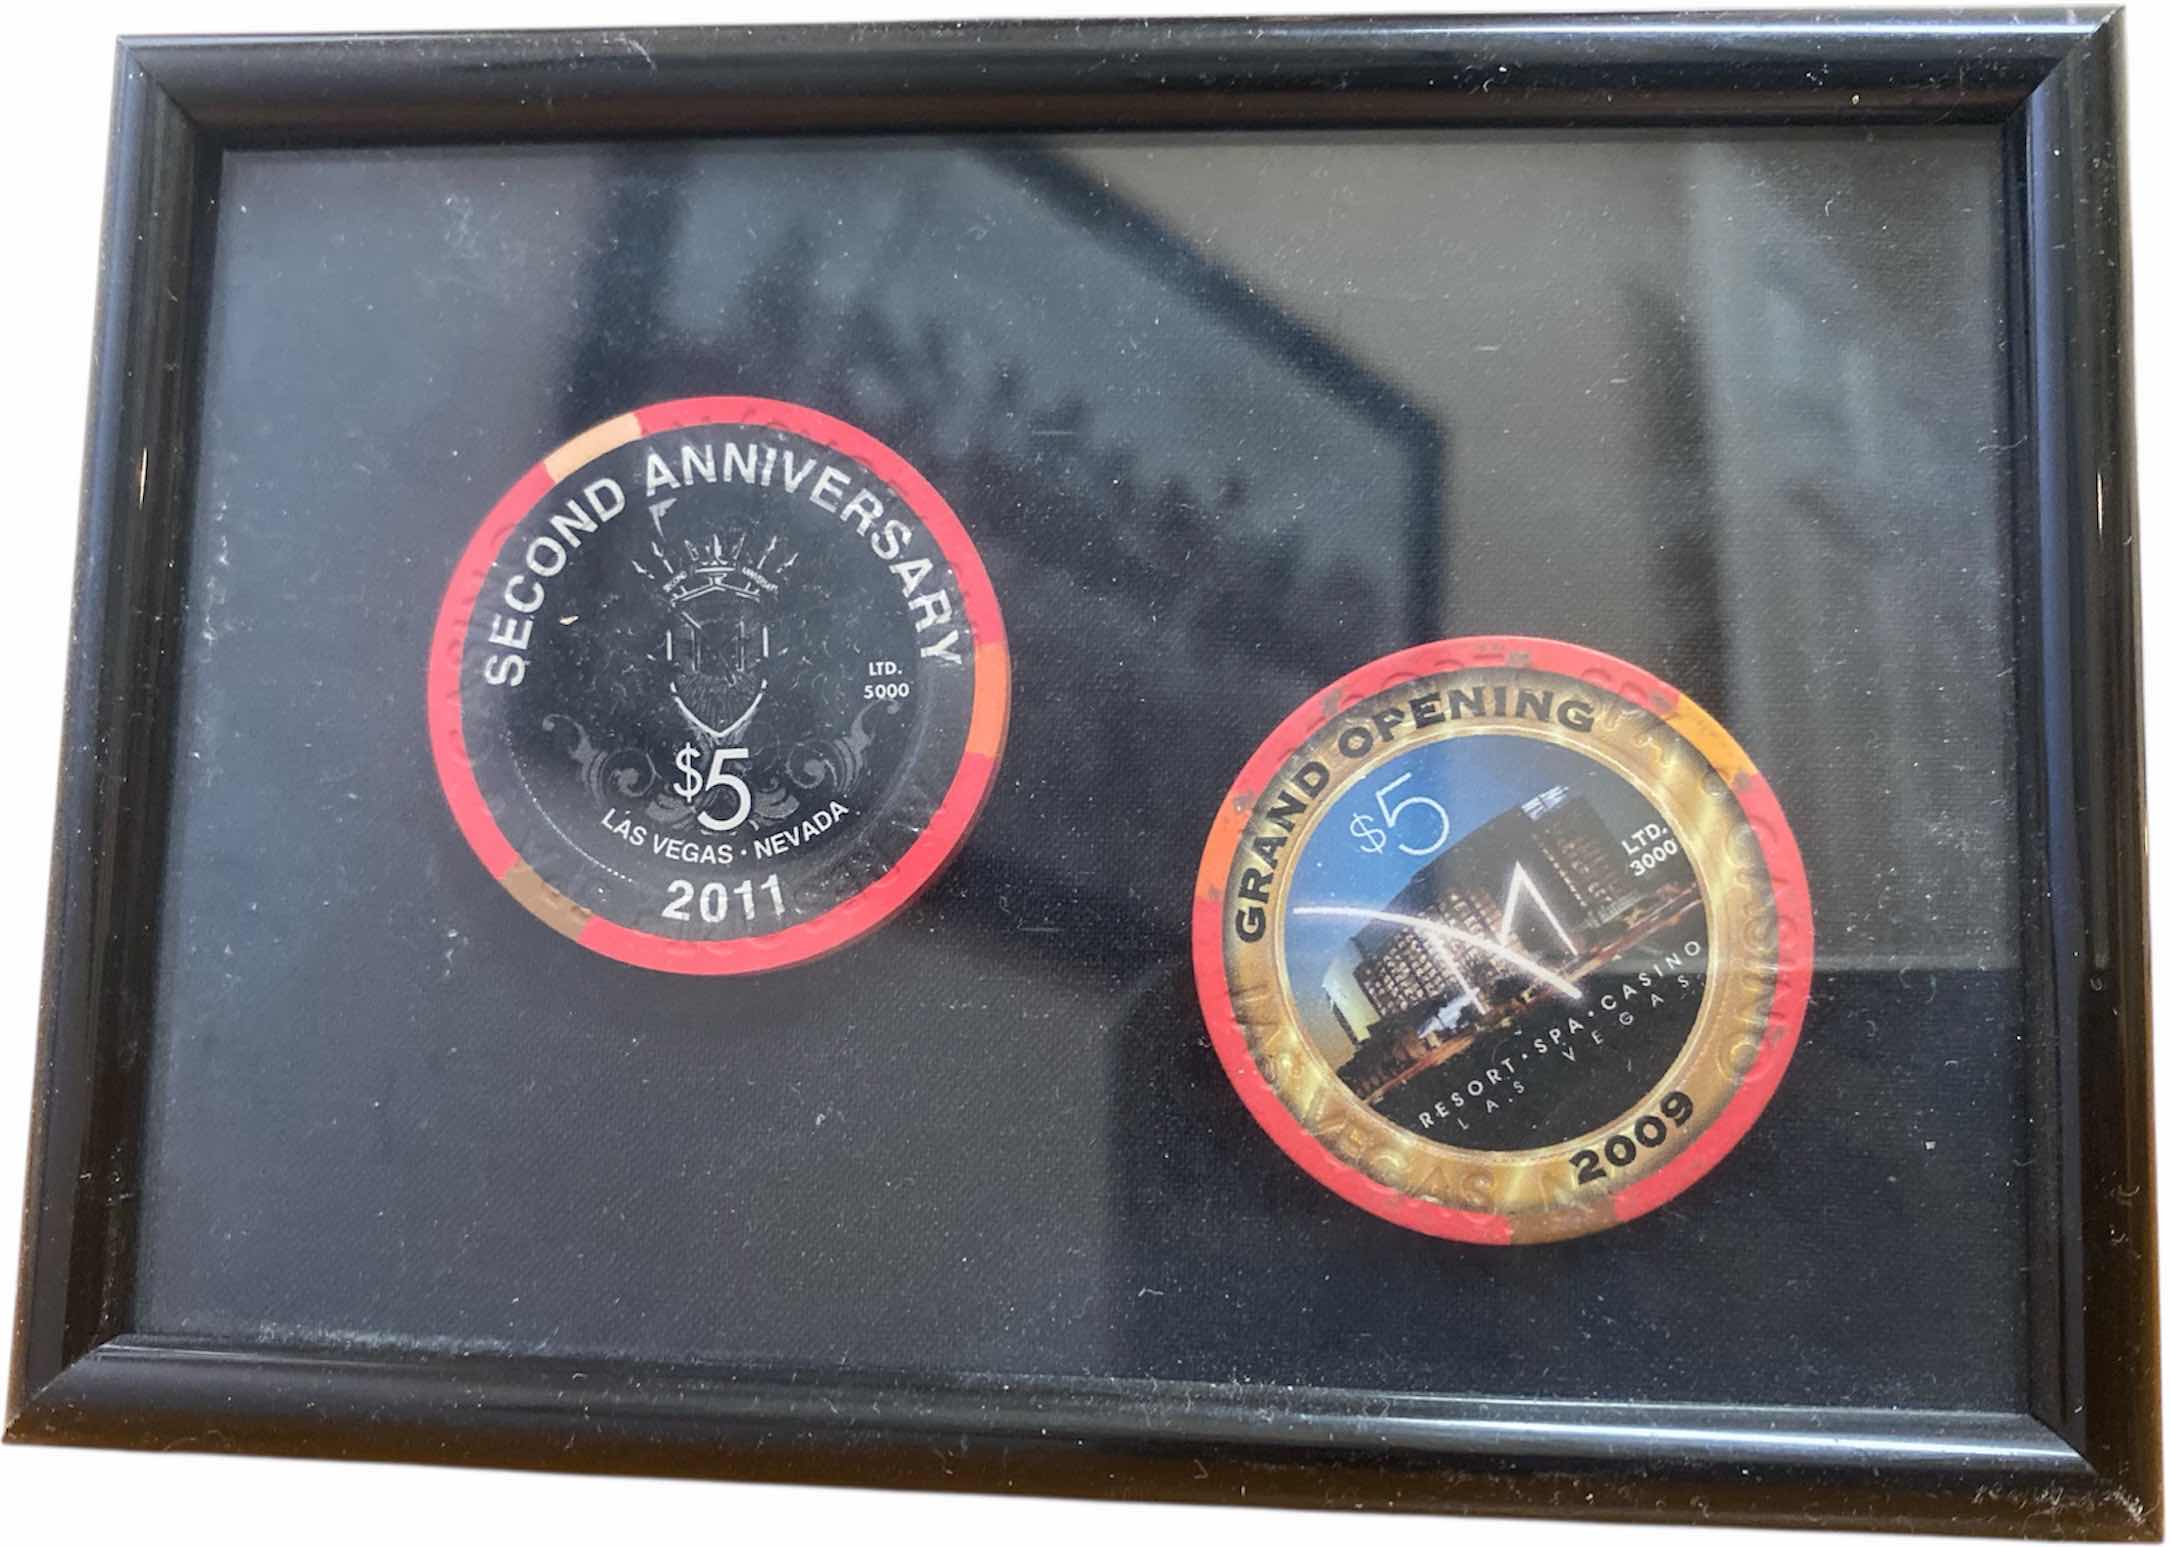 SECOND ANNIVERSARY
LTD.
5000
$5
LAS VEGAS · NEVADA
2011
GRAND OPENING
$5
LTD.
3000
M
RESORT · SPA · CASINO
LAS VEGAS
2009